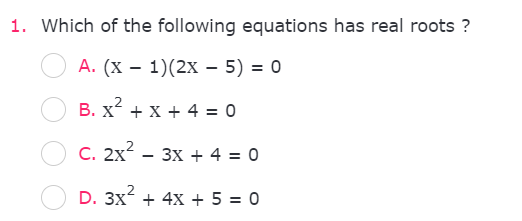 1. Which of the following equations has real roots ?
A. (x – 1)(2x – 5) = 0
B. x² + x + 4 = 0
C. 2x² – 3x + 4 = 0
D. 3x² + 4x + 5 = 0